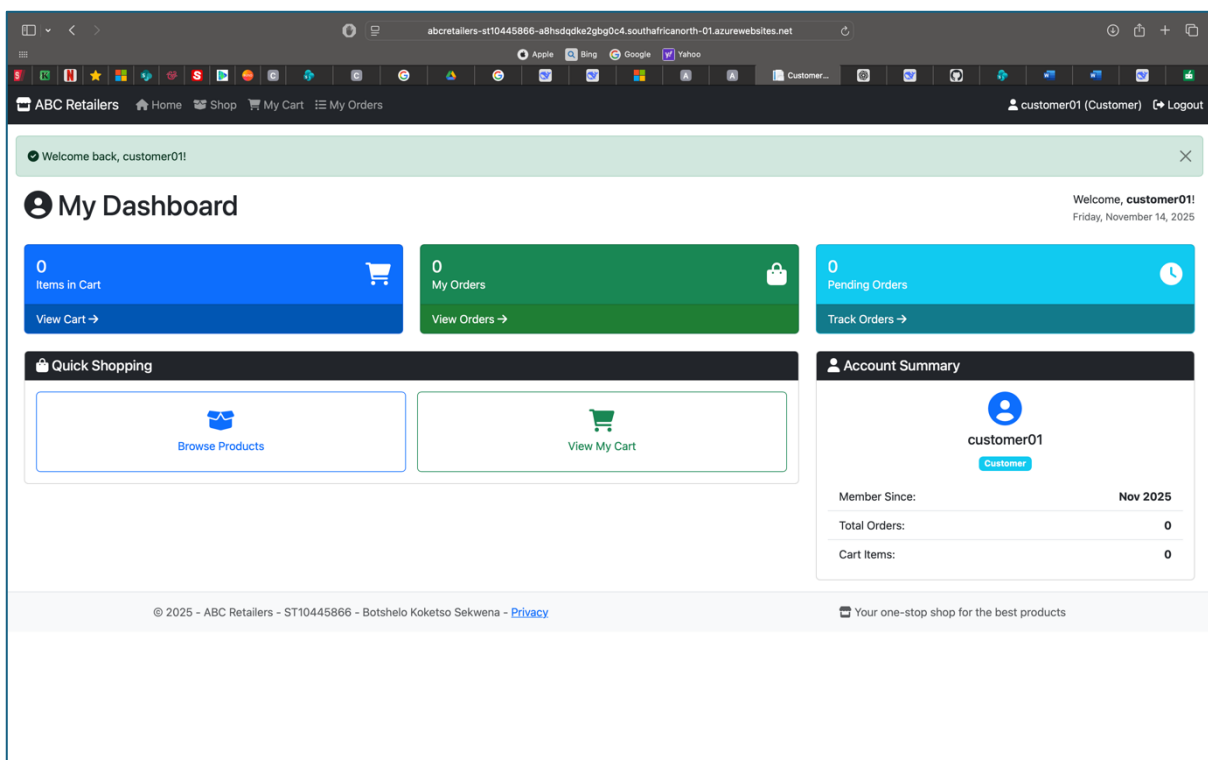 abcretailers-st10445866-a8hsdqdke2gbg0c4.southafricanorth-01.azurewebsites.net
Apple Bing Google Yahoo
Customer...
ABC Retailers Home Shop My Cart My Orders customer01 (Customer) Logout
Welcome back, customer01!
My Dashboard
Welcome, customer01!
Friday, November 14, 2025
0
Items in Cart
View Cart →
0
My Orders
View Orders →
0
Pending Orders
Track Orders →
Quick Shopping
Browse Products
View My Cart
Account Summary
customer01
Customer
Member Since: Nov 2025
Total Orders: 0
Cart Items: 0
© 2025 - ABC Retailers - ST10445866 - Botshelo Koketso Sekwena - Privacy
Your one-stop shop for the best products